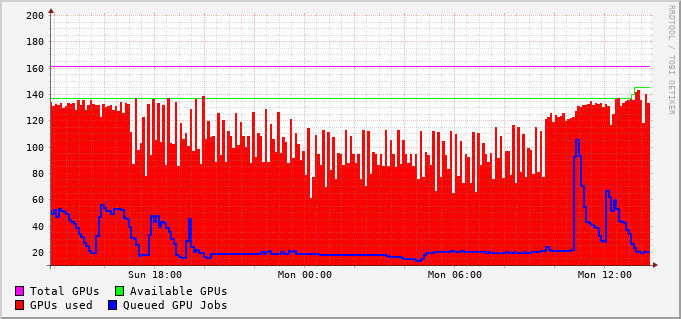 200
180
160
140
120
100
80
60
40
20
Sun 18:00 Mon 00:00 Mon 06:00 Mon 12:00
Total GPUs Available GPUs
GPUs used Queued GPU Jobs
RRDTOOL / TOBI OETIKER